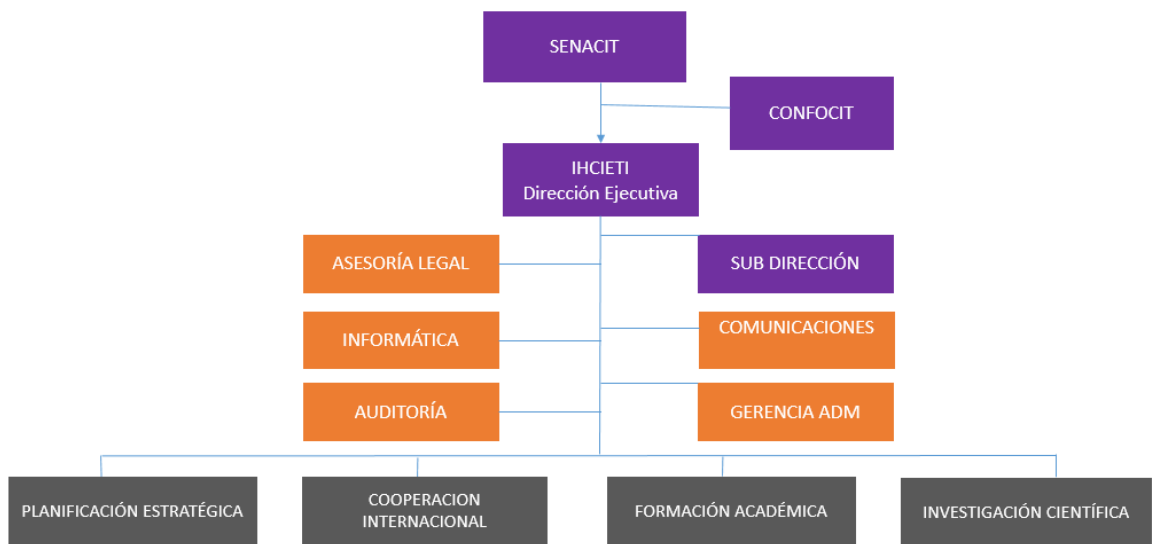 SENACIT
CONFOCIT
IHCIETI
Dirección Ejecutiva
ASESORÍA LEGAL
SUB DIRECCIÓN
INFORMÁTICA
COMUNICACIONES
AUDITORÍA
GERENCIA ADM
PLANIFICACIÓN ESTRATÉGICA
COOPERACION
INTERNACIONAL
FORMACIÓN ACADÉMICA
INVESTIGACIÓN CIENTÍFICA